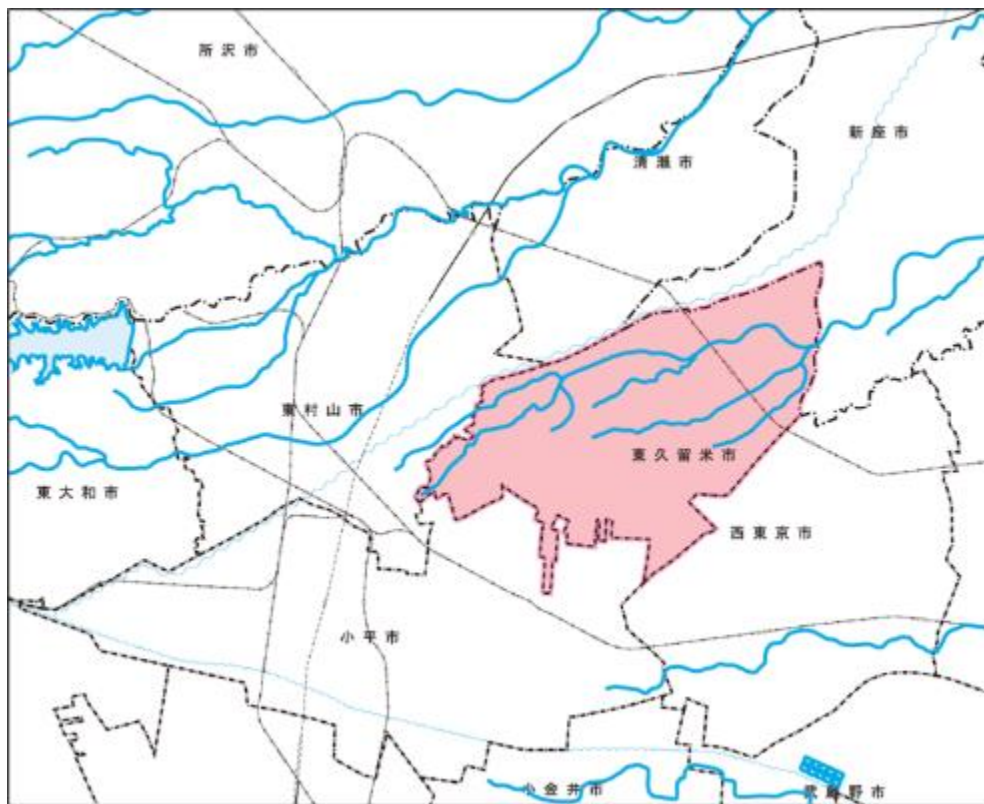 所沢市
新座市
清瀬市
東村山市
東久留米市
東大和市
西東京市
小平市
小金井市
武蔵野市